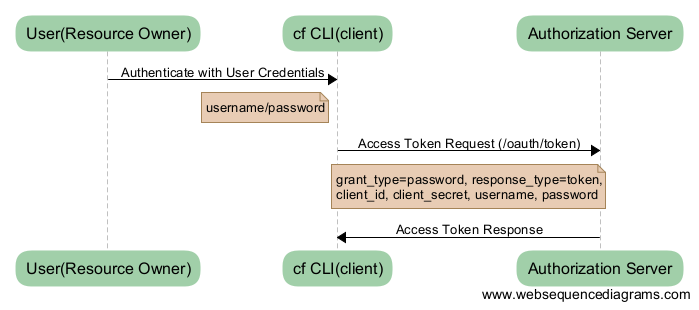 User(Resource Owner)
cf CLI(client)
Authorization Server
Authenticate with User Credentials
username/password
Access Token Request (/oauth/token)
grant_type=password, response_type=token,
client_id, client_secret, username, password
Access Token Response
User(Resource Owner)
cf CLI(client)
Authorization Server
www.websequencediagrams.com